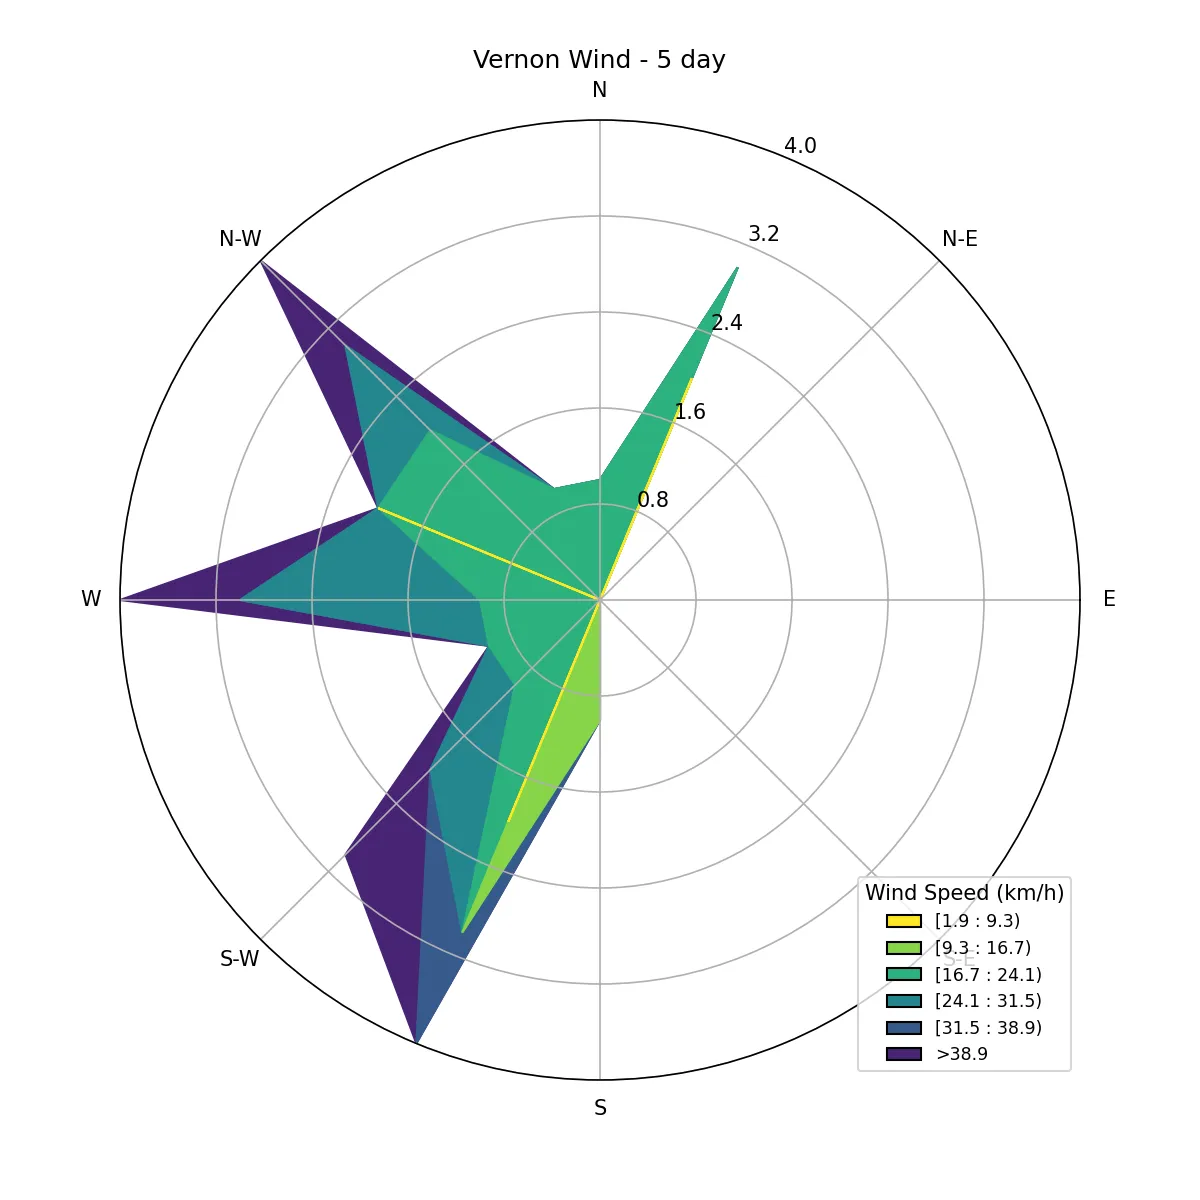 Vernon Wind - 5 day
N
4.0
N-W
N-E
3.2
2.4
1.6
0.8
W
E
S-W
S-E
S
Wind Speed (km/h)
[1.9 : 9.3)
[9.3 : 16.7)
[16.7 : 24.1)
[24.1 : 31.5)
[31.5 : 38.9)
>38.9